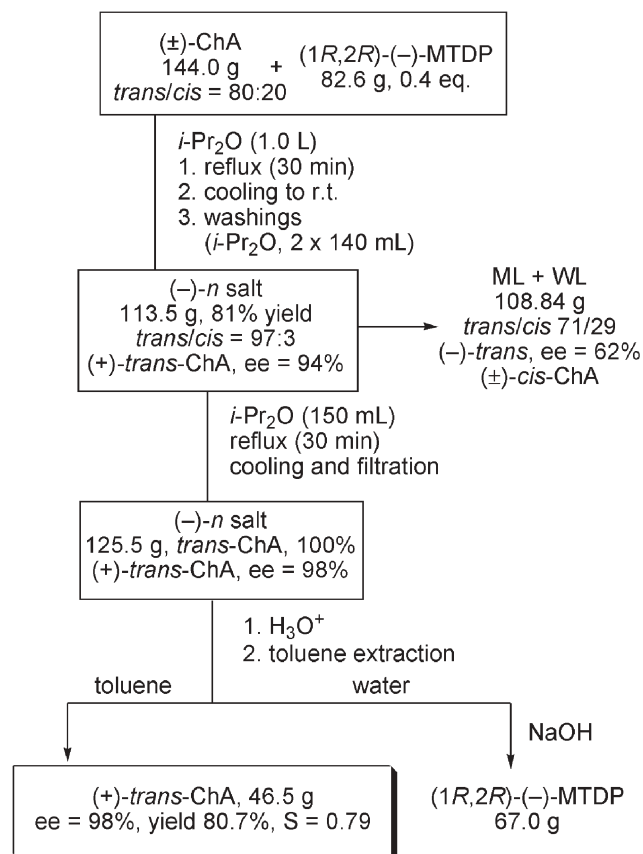 (±)-ChA
144.0 g
trans/cis = 80:20
+
(1R,2R)-(–)-MTDP
82.6 g, 0.4 eq.
i-Pr2O (1.0 L)
1. reflux (30 min)
2. cooling to r.t.
3. washings
(i-Pr2O, 2 x 140 mL)
(–)-n salt
113.5 g, 81% yield
trans/cis = 97:3
(+)-trans-ChA, ee = 94%
ML + WL
108.84 g
trans/cis 71/29
(–)-trans, ee = 62%
(±)-cis-ChA
i-Pr2O (150 mL)
reflux (30 min)
cooling and filtration
(–)-n salt
125.5 g, trans-ChA, 100%
(+)-trans-ChA, ee = 98%
1. H3O+
2. toluene extraction
toluene
water
NaOH
(+)-trans-ChA, 46.5 g
ee = 98%, yield 80.7%, S = 0.79
(1R,2R)-(–)-MTDP
67.0 g